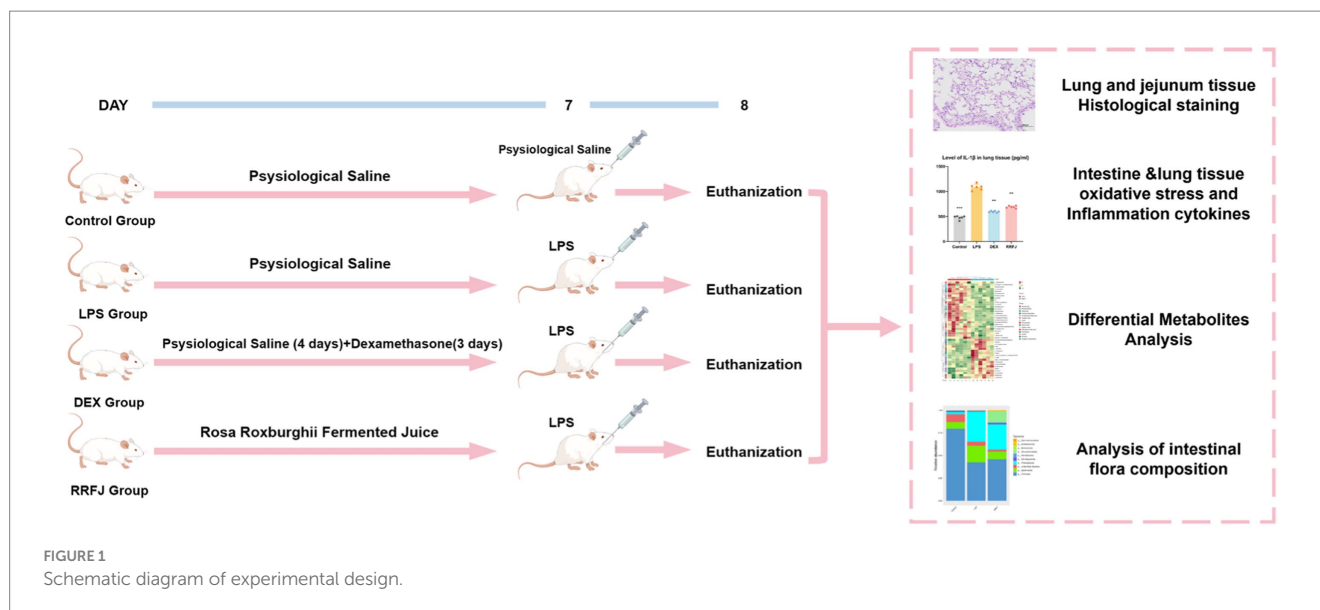 DAY
7
8
Psysiological Saline
Psysiological Saline
Control Group
Euthanization
Psysiological Saline
LPS
LPS Group
Euthanization
Psysiological Saline (4 days)+Dexamethasone(3 days)
LPS
DEX Group
Euthanization
Rosa Roxburghii Fermented Juice
LPS
RRFJ Group
Euthanization
Lung and jejunum tissue
Histological staining
Level of IL-1β in lung tissue (pg/ml)
1500
1000
500
0
***
**
**
Control
LPS
DEX
RRFJ
Intestine &lung tissue
oxidative stress and
Inflammation cytokines
Differential Metabolites
Analysis
Analysis of intestinal
flora composition
FIGURE 1
Schematic diagram of experimental design.